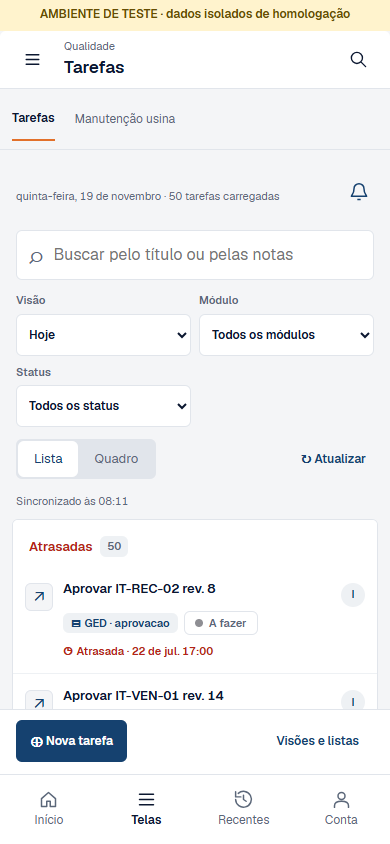 AMBIENTE DE TESTE · dados isolados de homologação
Qualidade
Tarefas
Tarefas
Manutenção usina
quinta-feira, 19 de novembro · 50 tarefas carregadas
Buscar pelo título ou pelas notas
Visão
Módulo
Hoje
Todos os módulos
Status
Todos os status
Lista
Quadro
↻ Atualizar
Sincronizado às 08:11
Atrasadas 50
Aprovar IT-REC-02 rev. 8
I
GED · aprovacao
A fazer
Atrasada · 22 de jul. 17:00
Aprovar IT-VEN-01 rev. 14
I
Nova tarefa
Visões e listas
Início
Telas
Recentes
Conta